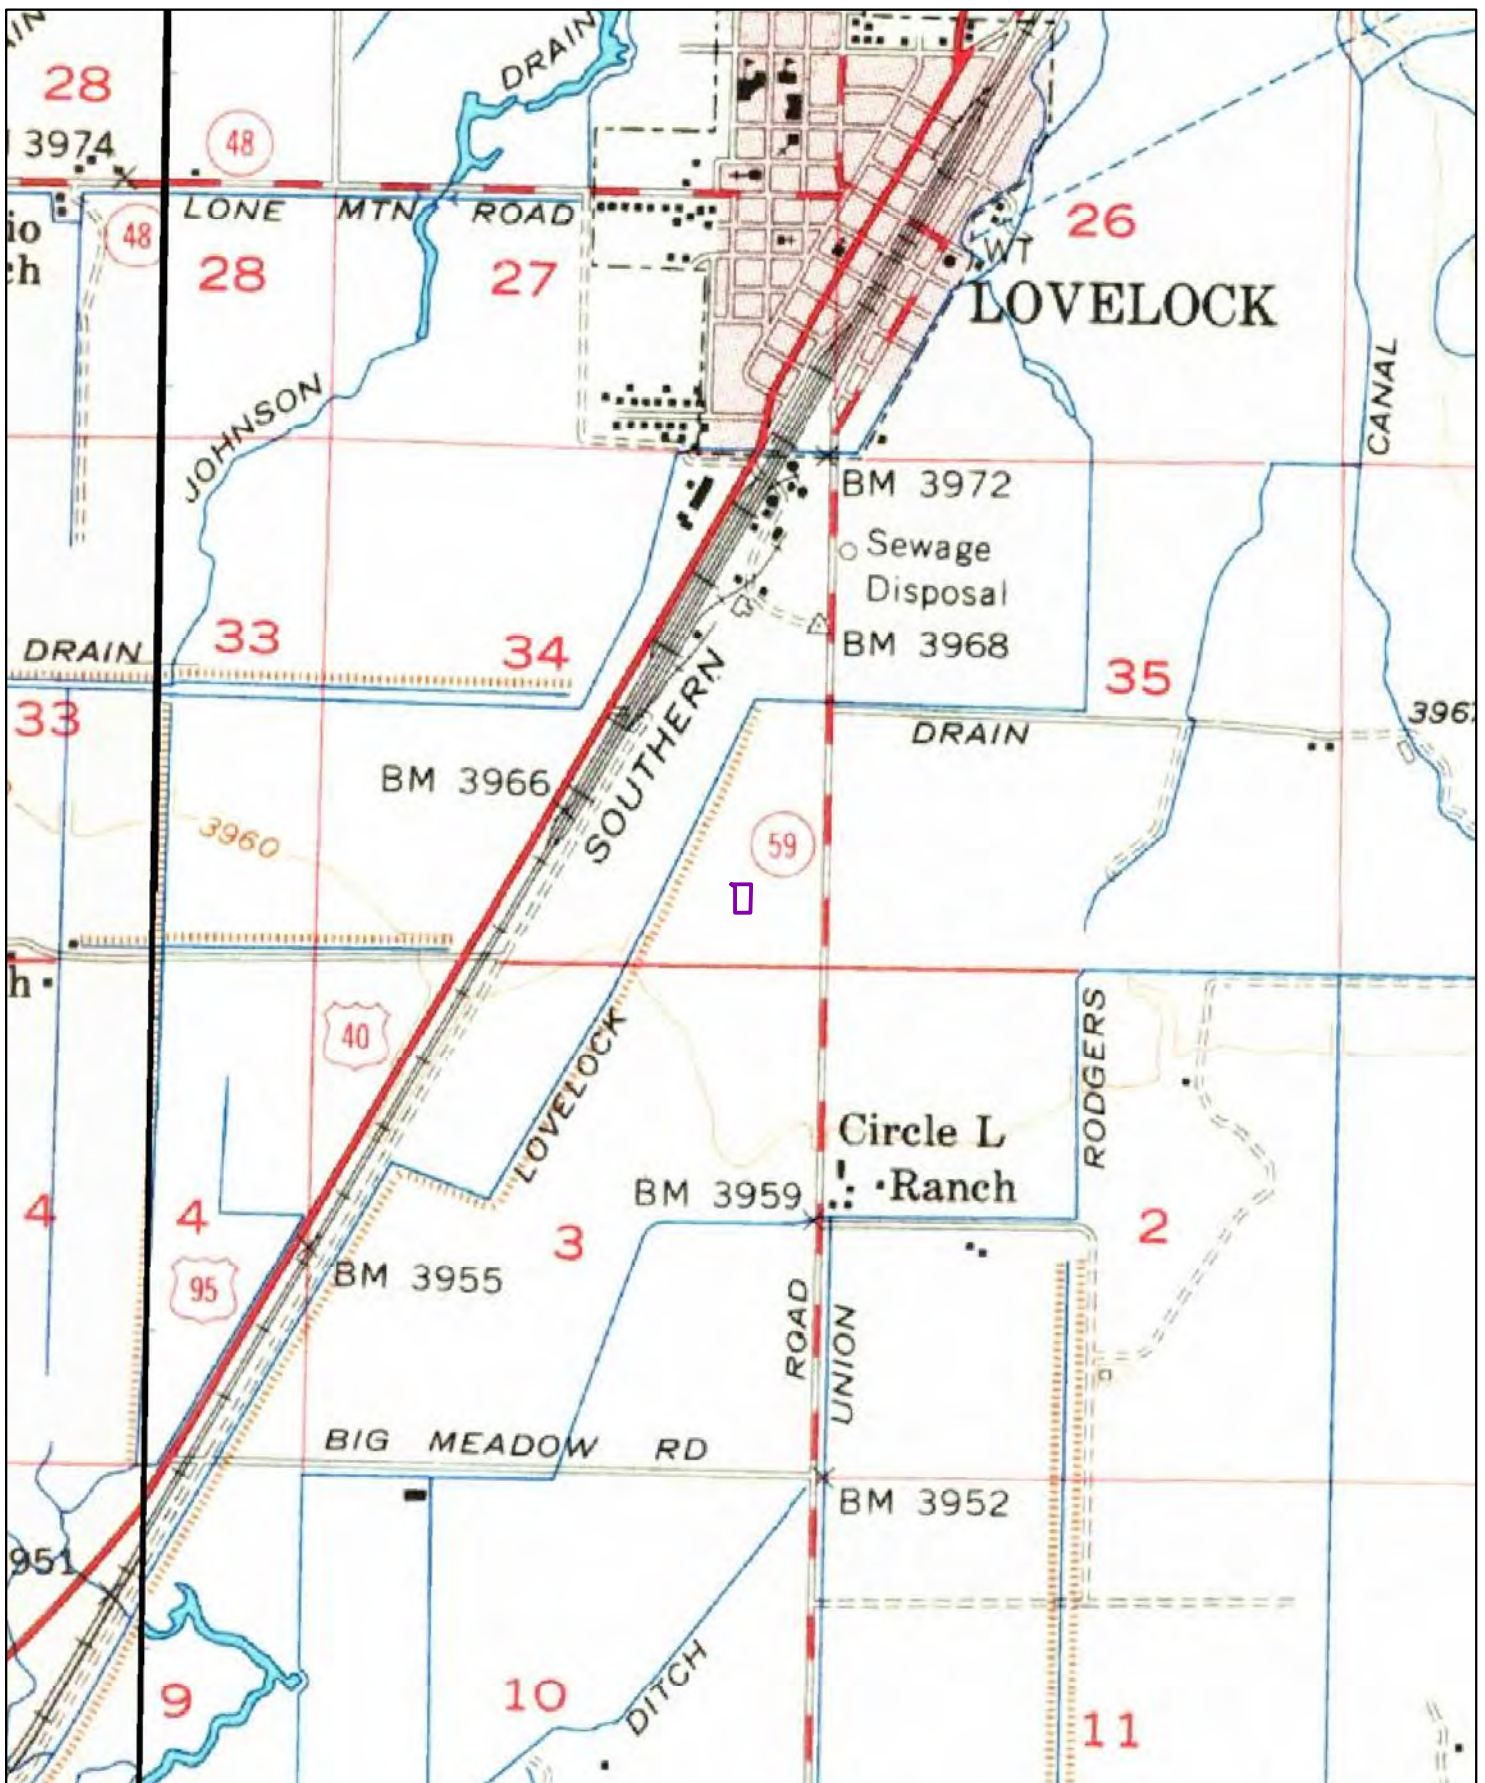 DRAIN
28
3974
48
LONE MTN ROAD
48
28
27
26
WT
LOVELOCK
JOHNSON
CANAL
BM 3972
Sewage
Disposal
BM 3968
DRAIN
33
34
35
33
DRAIN
BM 3966
SOUTHERN
3960
59
40
LOVELOCK
RODGERS
Circle L
Ranch
BM 3959
4
4
3
2
95
BM 3955
ROAD
UNION
BIG MEADOW RD
BM 3952
951
9
10
DITCH
11